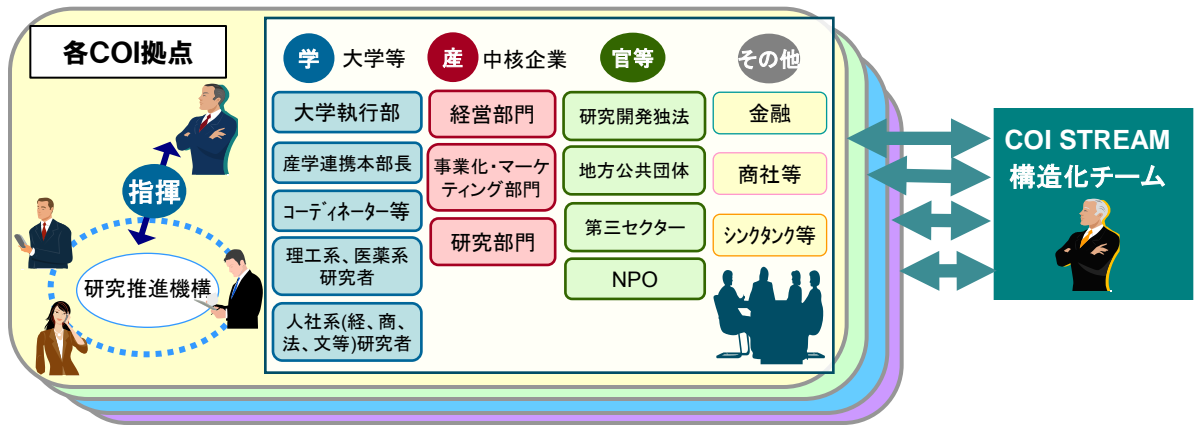 各COI拠点
指揮
研究推進機構
学 大学等
大学執行部
産学連携本部長
ｺｰﾃﾞｨﾈｰﾀｰ等
理工系、医薬系
研究者
人社系(経、商、
法、文等)研究者
産 中核企業
経営部門
事業化・マーケ
ティング部門
研究部門
官等
研究開発独法
地方公共団体
第三セクター
NPO
その他
金融
商社等
ｼﾝｸﾀﾝｸ等
COI STREAM
構造化チーム